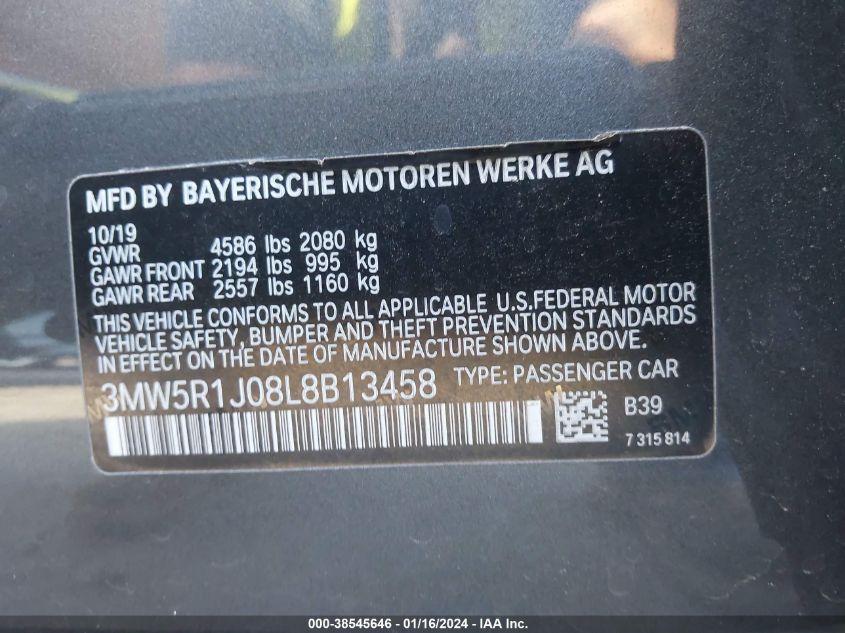 MFD BY BAYERISCHE MOTOREN WERKE AG
10/19
GVWR 4586 lbs 2080 kg
GAWR FRONT 2194 lbs 995 kg
GAWR REAR 2557 lbs 1160 kg
THIS VEHICLE CONFORMS TO ALL APPLICABLE U.S.FEDERAL MOTOR
VEHICLE SAFETY, BUMPER AND THEFT PREVENTION STANDARDS
IN EFFECT ON THE DATE OF MANUFACTURE SHOWN ABOVE.
3MW5R1J08L8B13458 TYPE: PASSENGER CAR
B39
7 315 814
000-38545646 - 01/16/2024 - IAAI, Inc.